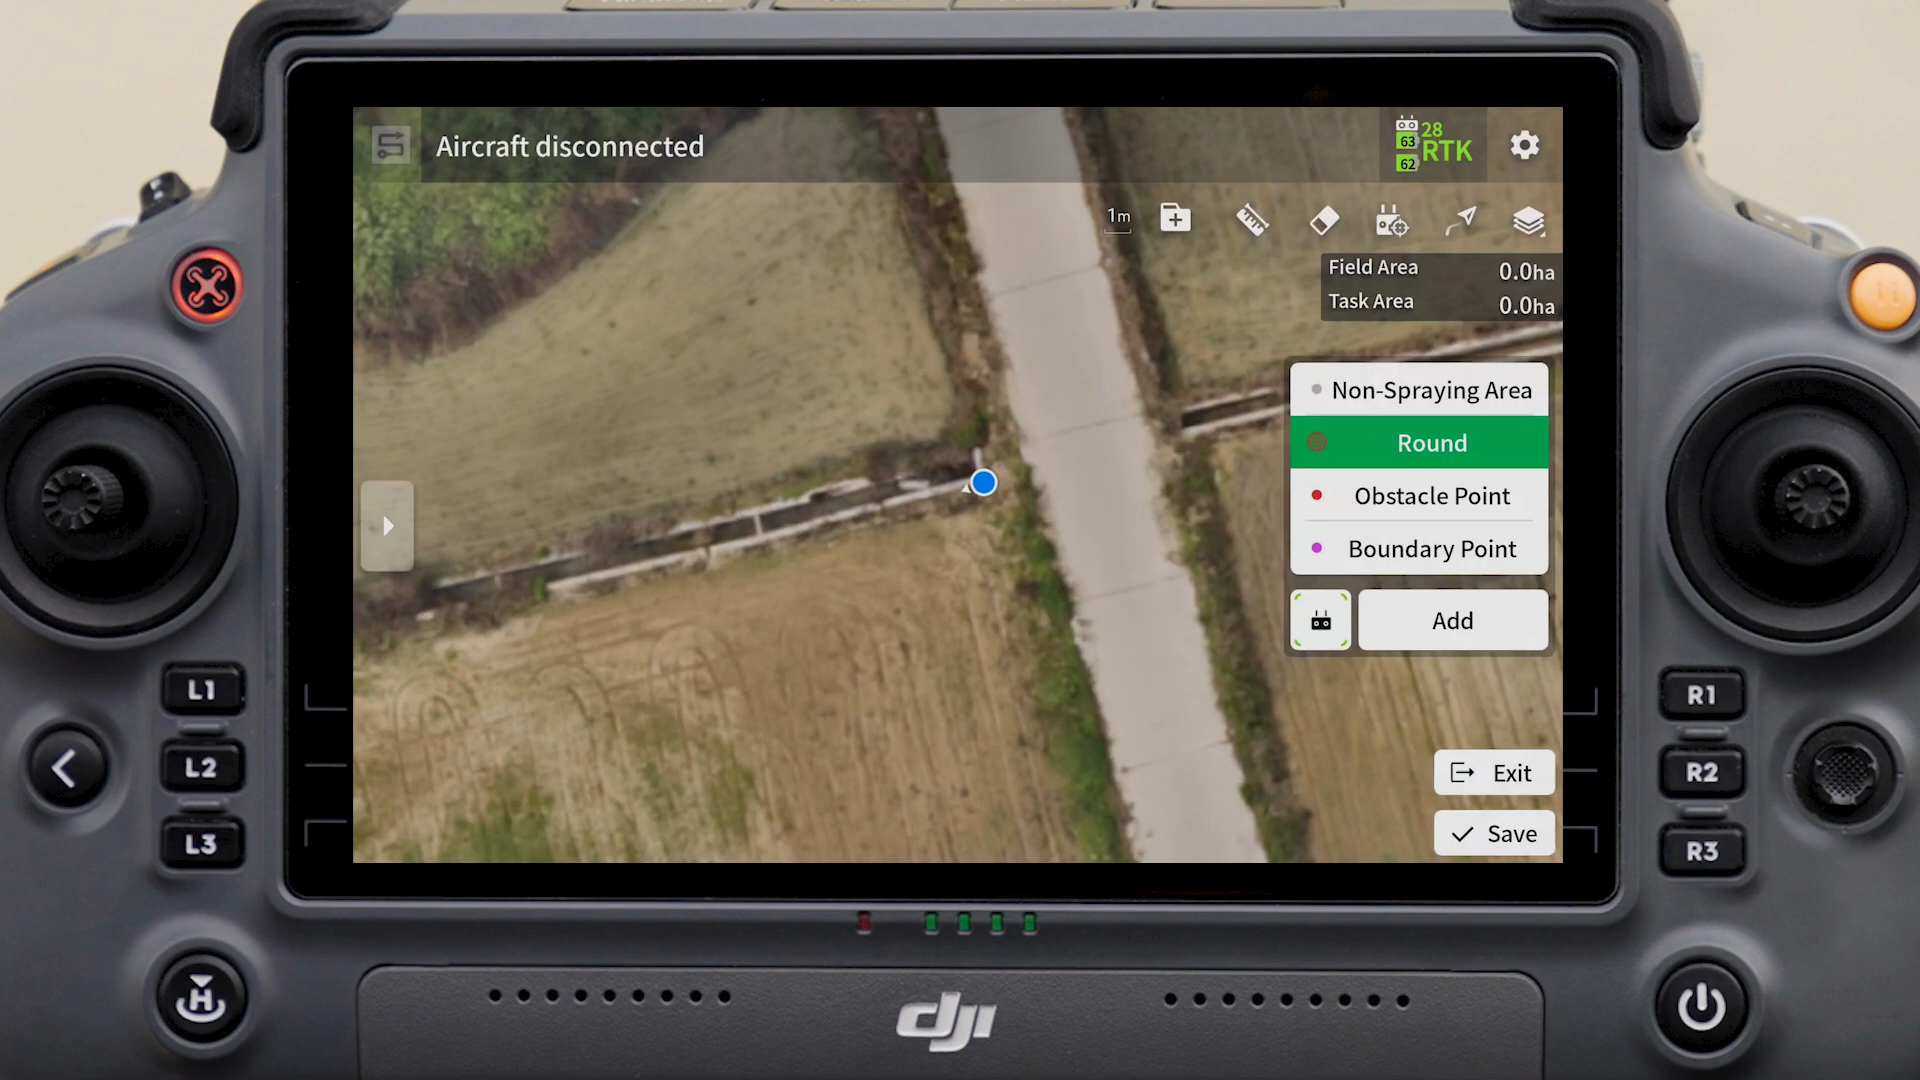 Aircraft disconnected
28
63
RTK
62
1m
Field Area 0.0ha
Task Area 0.0ha
Non-Spraying Area
Round
Obstacle Point
Boundary Point
Add
Exit
Save
L1
L2
L3
R1
R2
R3
H
dji